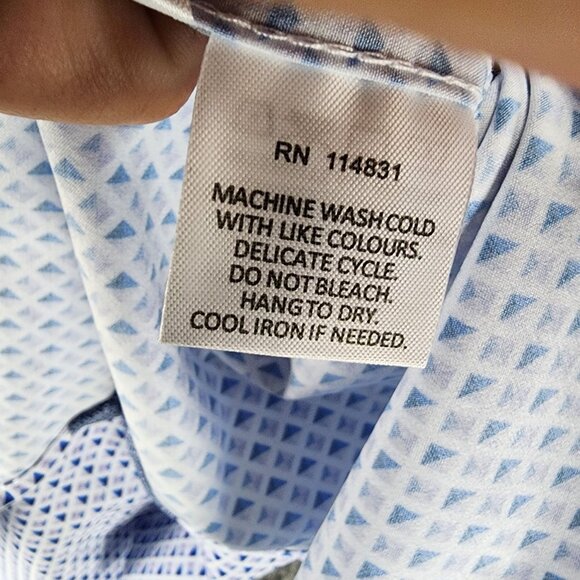 RN 114831
MACHINE WASH COLD
WITH LIKE COLOURS.
DELICATE CYCLE.
DO NOT BLEACH.
HANG TO DRY.
COOL IRON IF NEEDED.